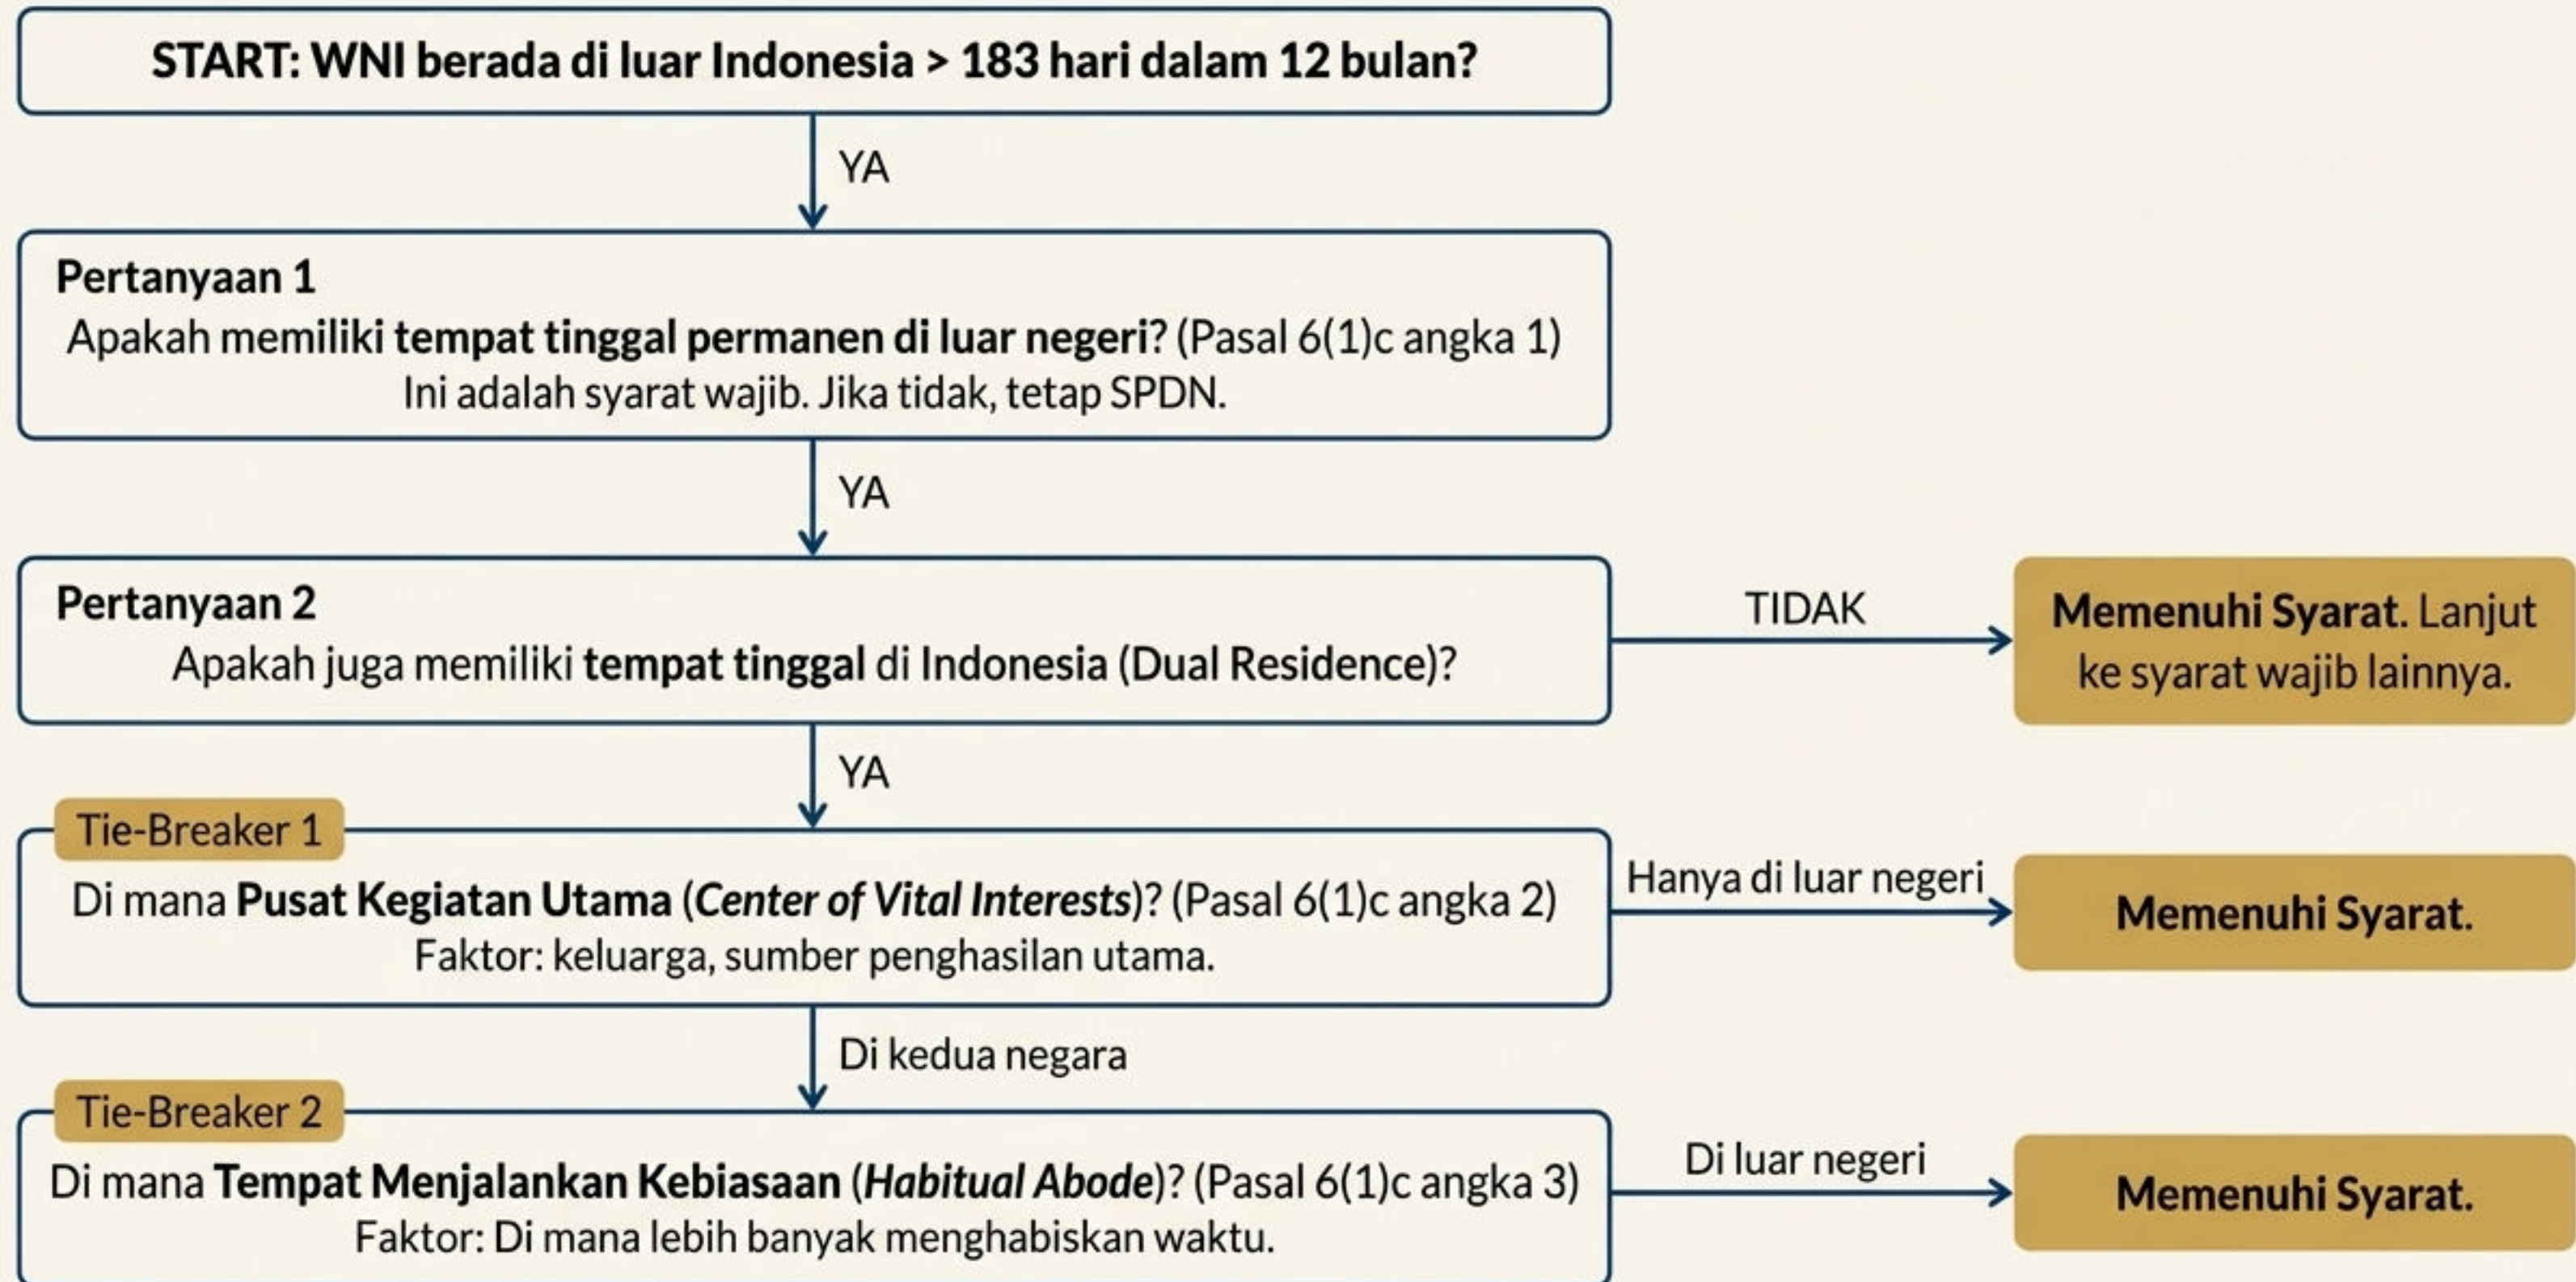 START: WNI berada di luar Indonesia > 183 hari dalam 12 bulan?
YA
Pertanyaan 1
Apakah memiliki tempat tinggal permanen di luar negeri? (Pasal 6(1)c angka 1)
Ini adalah syarat wajib. Jika tidak, tetap SPDN.
YA
Pertanyaan 2
Apakah juga memiliki tempat tinggal di Indonesia (Dual Residence)?
TIDAK
Memenuhi Syarat. Lanjut
ke syarat wajib lainnya.
YA
Tie-Breaker 1
Di mana Pusat Kegiatan Utama (Center of Vital Interests)? (Pasal 6(1)c angka 2)
Faktor: keluarga, sumber penghasilan utama.
Hanya di luar negeri
Memenuhi Syarat.
Di kedua negara
Tie-Breaker 2
Di mana Tempat Menjalankan Kebiasaan (Habitual Abode)? (Pasal 6(1)c angka 3)
Faktor: Di mana lebih banyak menghabiskan waktu.
Di luar negeri
Memenuhi Syarat.